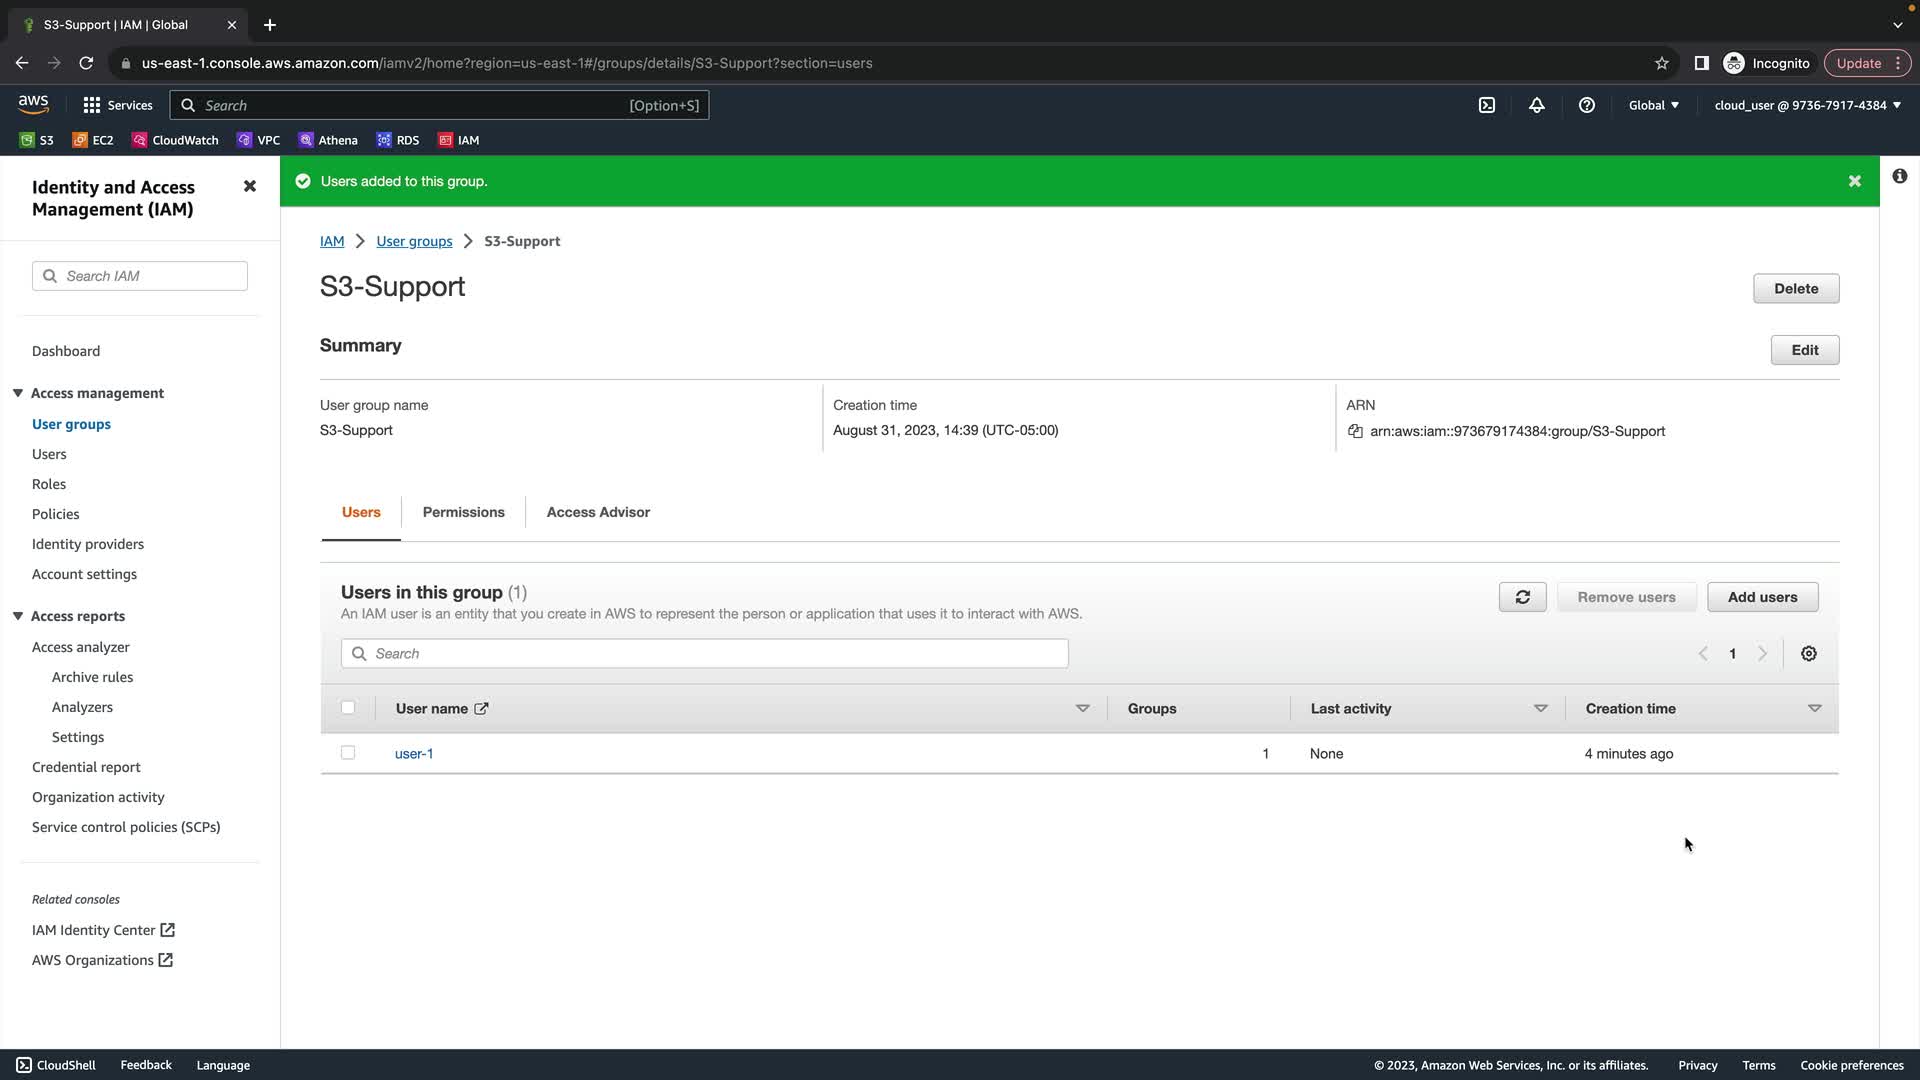 S3-Support | IAM | Global
us-east-1.console.aws.amazon.com/iamv2/home?region=us-east-1#/groups/details/S3-Support?section=users
Incognito
Update
aws
Services
Search
[Option+S]
Global
cloud_user @ 9736-7917-4384
S3
EC2
CloudWatch
VPC
Athena
RDS
IAM
Identity and Access
Management (IAM)
Search IAM
Dashboard
Access management
User groups
Users
Roles
Policies
Identity providers
Account settings
Access reports
Access analyzer
Archive rules
Analyzers
Settings
Credential report
Organization activity
Service control policies (SCPs)
Related consoles
IAM Identity Center
AWS Organizations
Users added to this group.
IAM > User groups > S3-Support
S3-Support
Delete
Summary
Edit
User group name
S3-Support
Creation time
August 31, 2023, 14:39 (UTC-05:00)
ARN
arn:aws:iam::973679174384:group/S3-Support
Users
Permissions
Access Advisor
Users in this group (1)
An IAM user is an entity that you create in AWS to represent the person or application that uses it to interact with AWS.
Remove users
Add users
Search
1
User name
Groups
Last activity
Creation time
user-1
1
None
4 minutes ago
CloudShell
Feedback
Language
© 2023, Amazon Web Services, Inc. or its affiliates.
Privacy
Terms
Cookie preferences